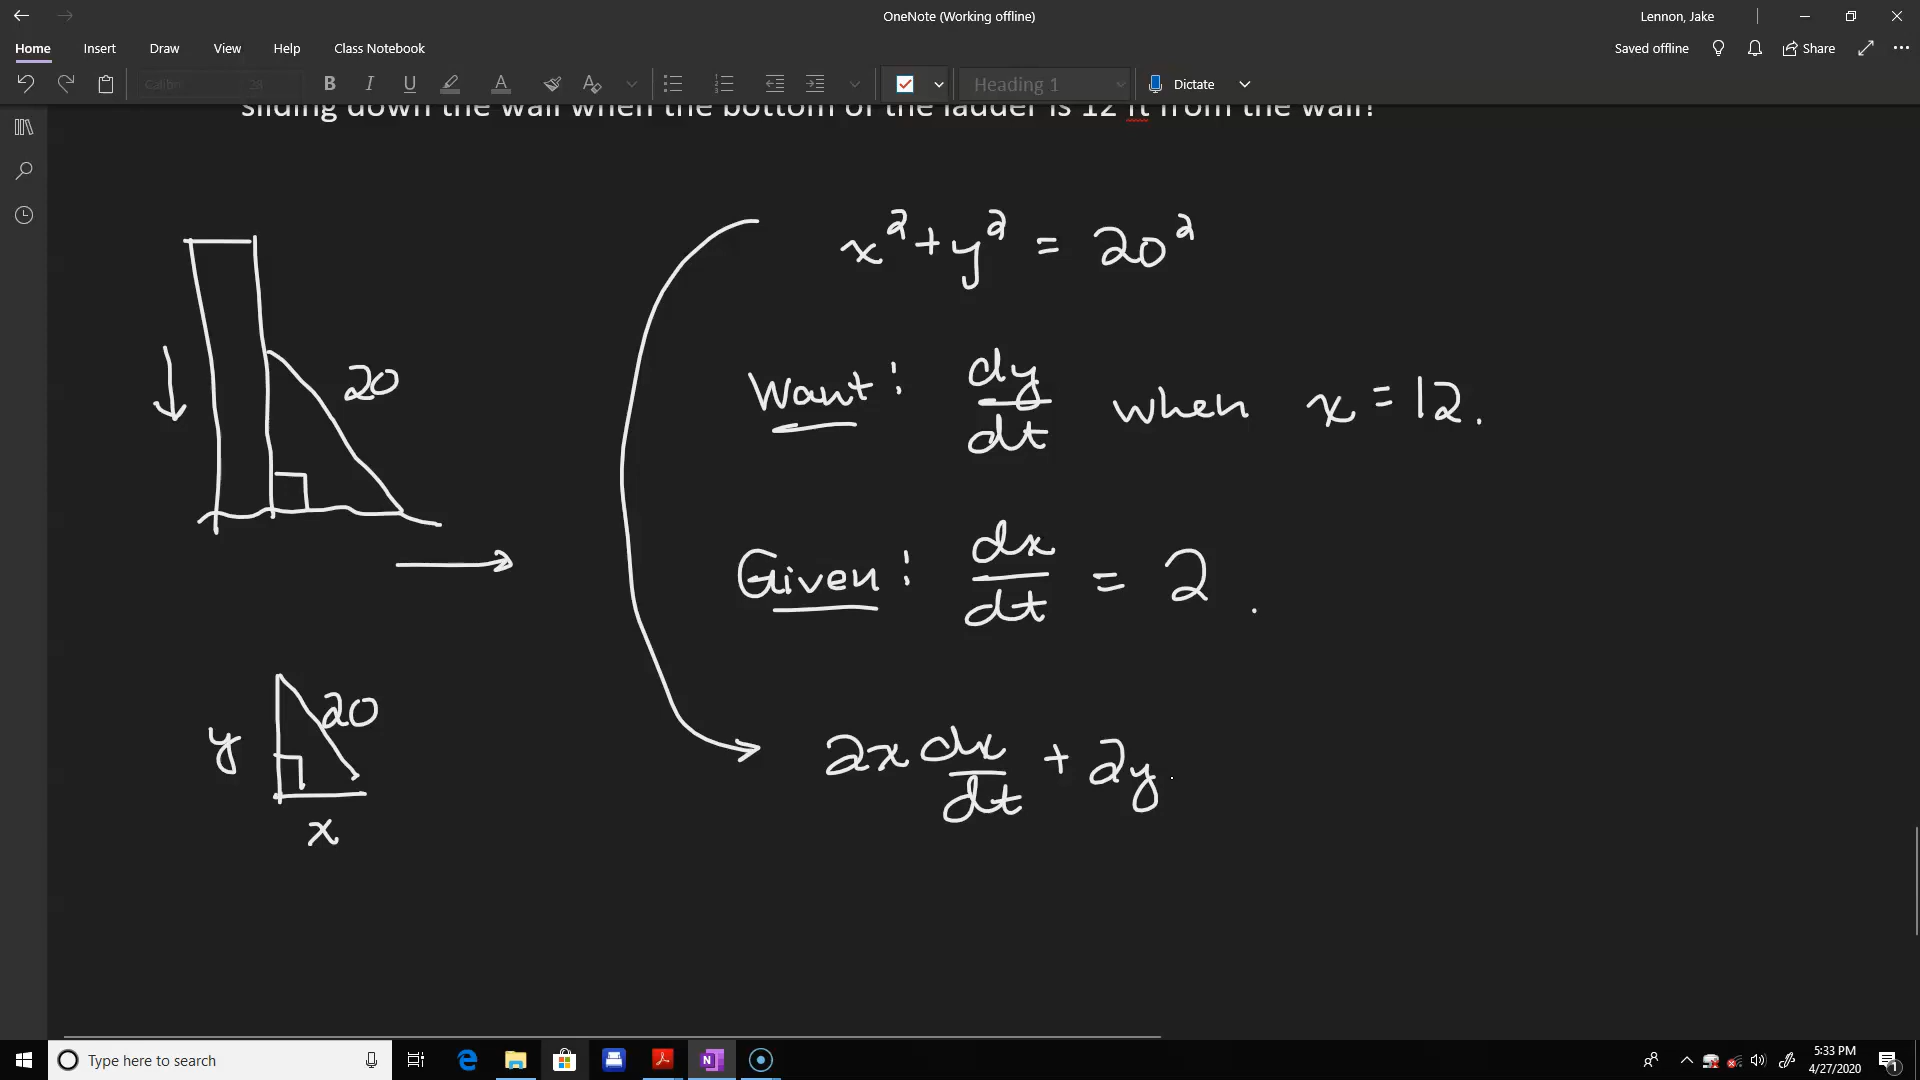 OneNote (Working offline)
Lennon, Jake
Home Insert Draw View Help Class Notebook
Saved offline Share
Calibri 28 B I U A A Heading 1 Dictate
sliding down the wall when the bottom of the ladder is 12 ft from the wall?
x² + y² = 20²
20
Want: dy/dt when x = 12.
Given: dx/dt = 2
y 20
x
2x dx/dt + 2y
Type here to search
N
5:33 PM
4/27/2020
1